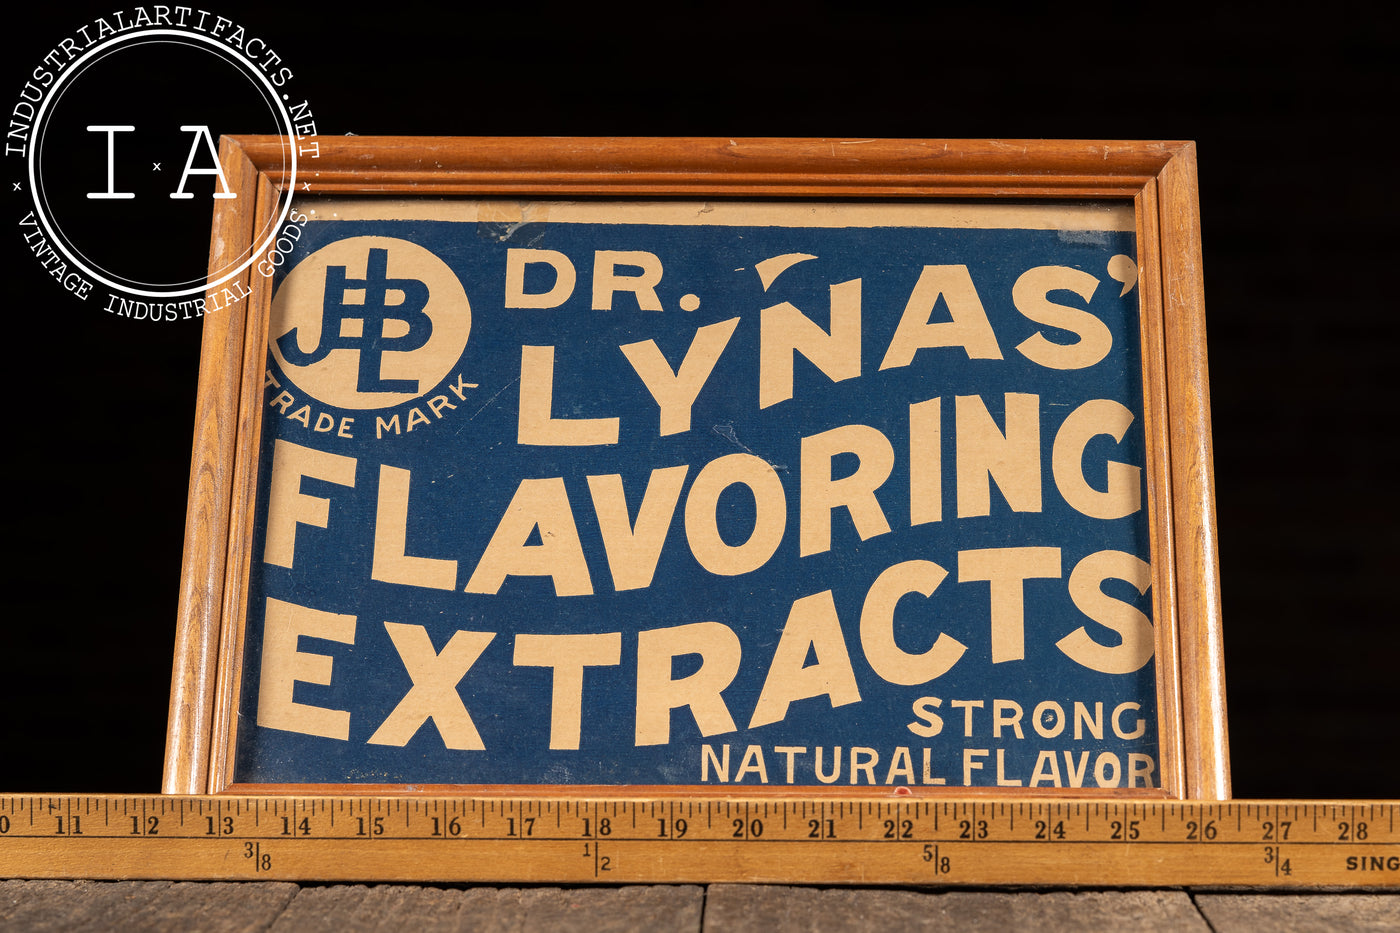 INDUSTRIALARTIFACTS.NET
I x A
VINTAGE INDUSTRIAL GOODS
JBL
TRADE MARK
DR. LYNAS'
FLAVORING
EXTRACTS
STRONG
NATURAL FLAVOR
0 11 12 13 14 15 16 17 18 19 20 21 22 23 24 25 26 27 28
3|8 1|2 5|8 3|4 SING